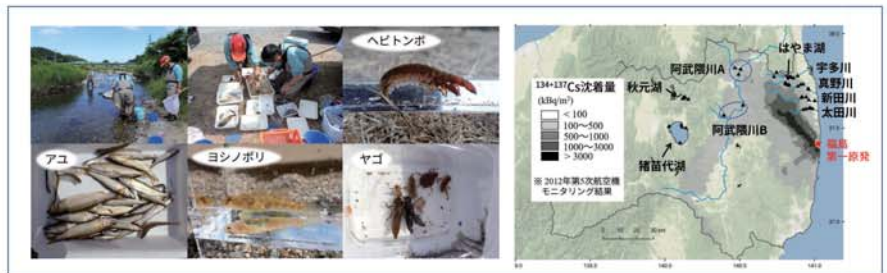 ヘビトンボ
アユ
ヨシノボリ
ヤゴ
134+137Cs沈着量
(kBq/m²)
< 100
100〜500
500〜1000
1000〜3000
> 3000
※ 2012年第5次航空機
モニタリング結果
はやま湖
阿武隈川A
宇多川
真野川
新田川
太田川
秋元湖
阿武隈川B
猪苗代湖
福島
第一原発